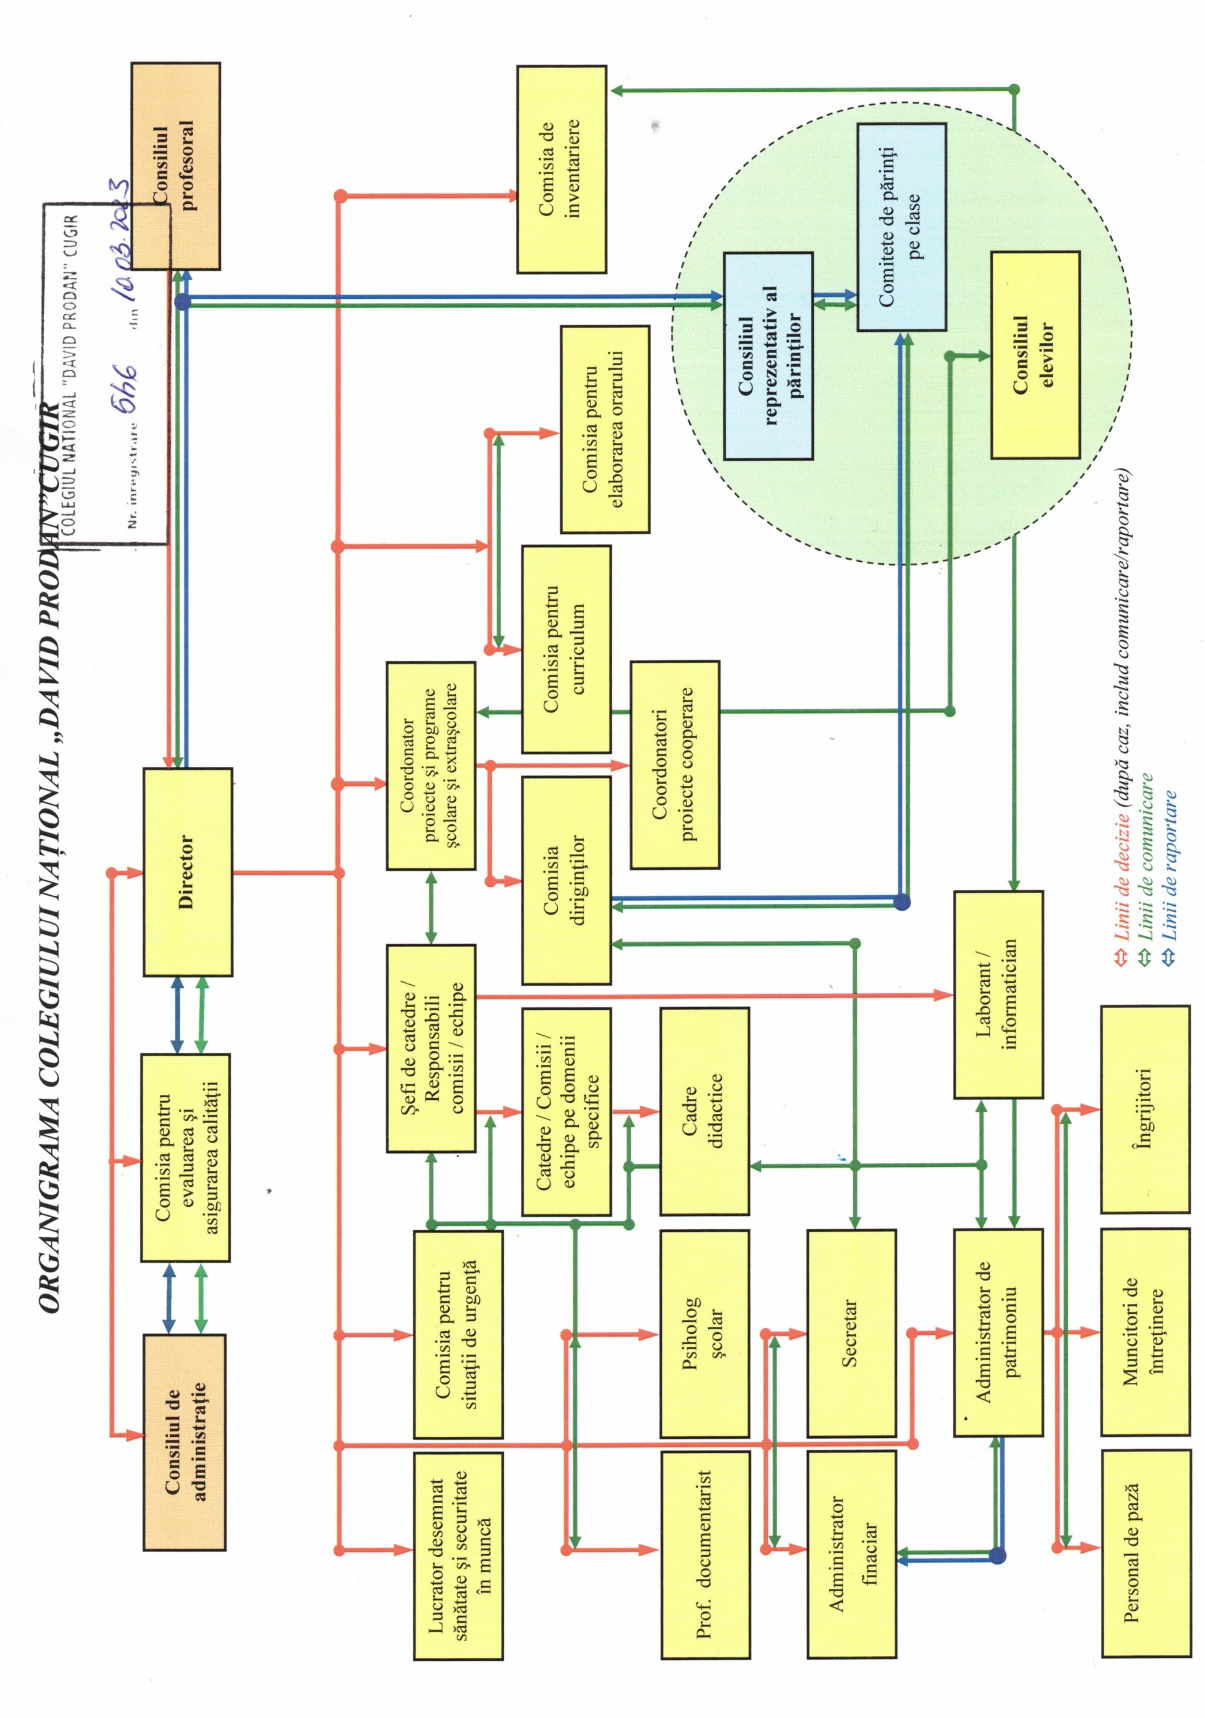 ORGANIGRAMA COLEGIULUI NAȚIONAL „DAVID PRODAN”CUGIR
COLEGIUL NATIONAL "DAVID PRODAN" CUGIR
Nr. inregistrare 546 din 10.03.2023
Consiliul de
administrație
Comisia pentru
evaluarea și
asigurarea calității
Director
Consiliul
profesoral
Lucrator desemnat
sănătate și securitate
în muncă
Comisia pentru
situații de urgență
Șefi de catedre /
Responsabili
comisii / echipe
Coordonator
proiecte și programe
școlare și extrașcolare
Catedre / Comisii /
echipe pe domenii
specifice
Comisia
diriginților
Comisia pentru
curriculum
Comisia pentru
elaborarea orarului
Comisia de
inventariere
Prof. documentarist
Psiholog
școlar
Cadre
didactice
Coordonatori
proiecte cooperare
Consiliul
reprezentativ al
părinților
Comitete de părinți
pe clase
Consiliul
elevilor
Administrator
finaciar
Secretar
Administrator de
patrimoniu
Laborant /
informatician
Personal de pază
Muncitori de
întreținere
Îngrijitori
⇔ Linii de decizie (după caz, includ comunicare/raportare)
⇔ Linii de comunicare
⇔ Linii de raportare